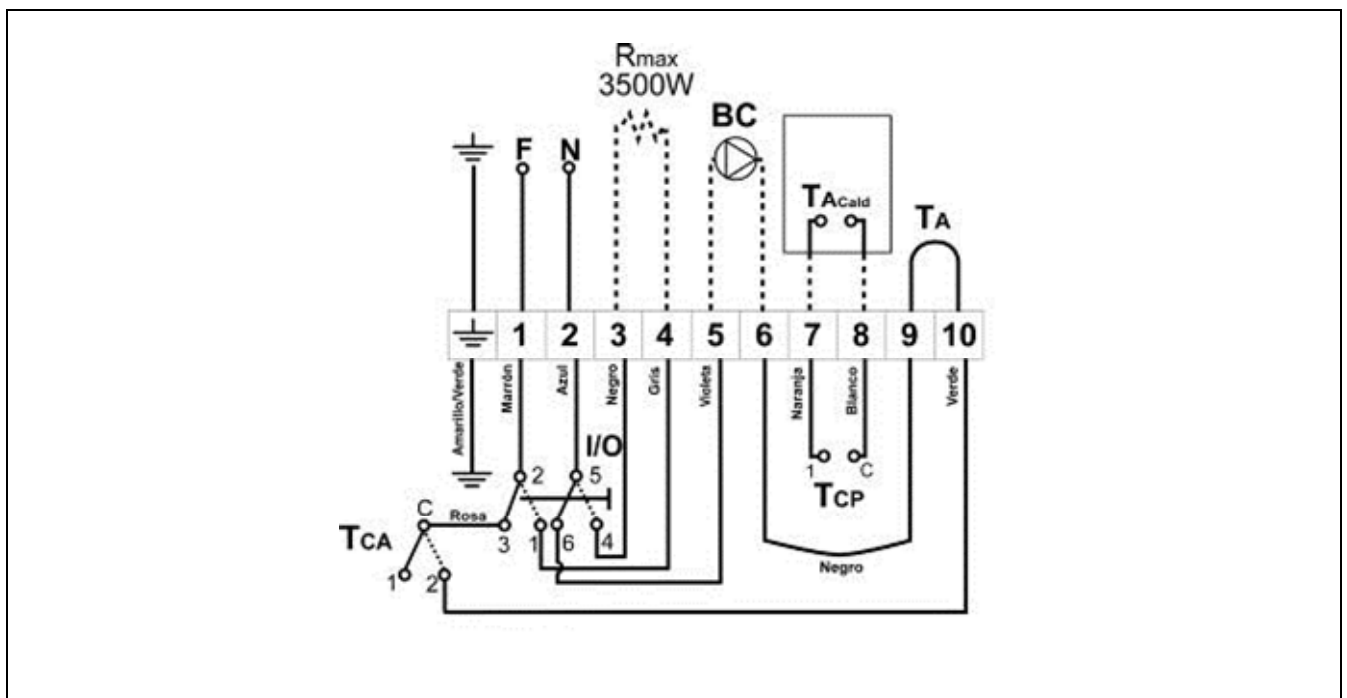 Rmax
3500W
BC
F N
TACald
TA
1 2 3 4 5 6 7 8 9 10
Amarillo/Verde
Marrón
Azul
Negro
Gris
Violeta
Naranja
Blanco
Verde
I/O
2 5
1 C
TCP
C Rosa
TCA
3 1 6 4
Negro
1 2